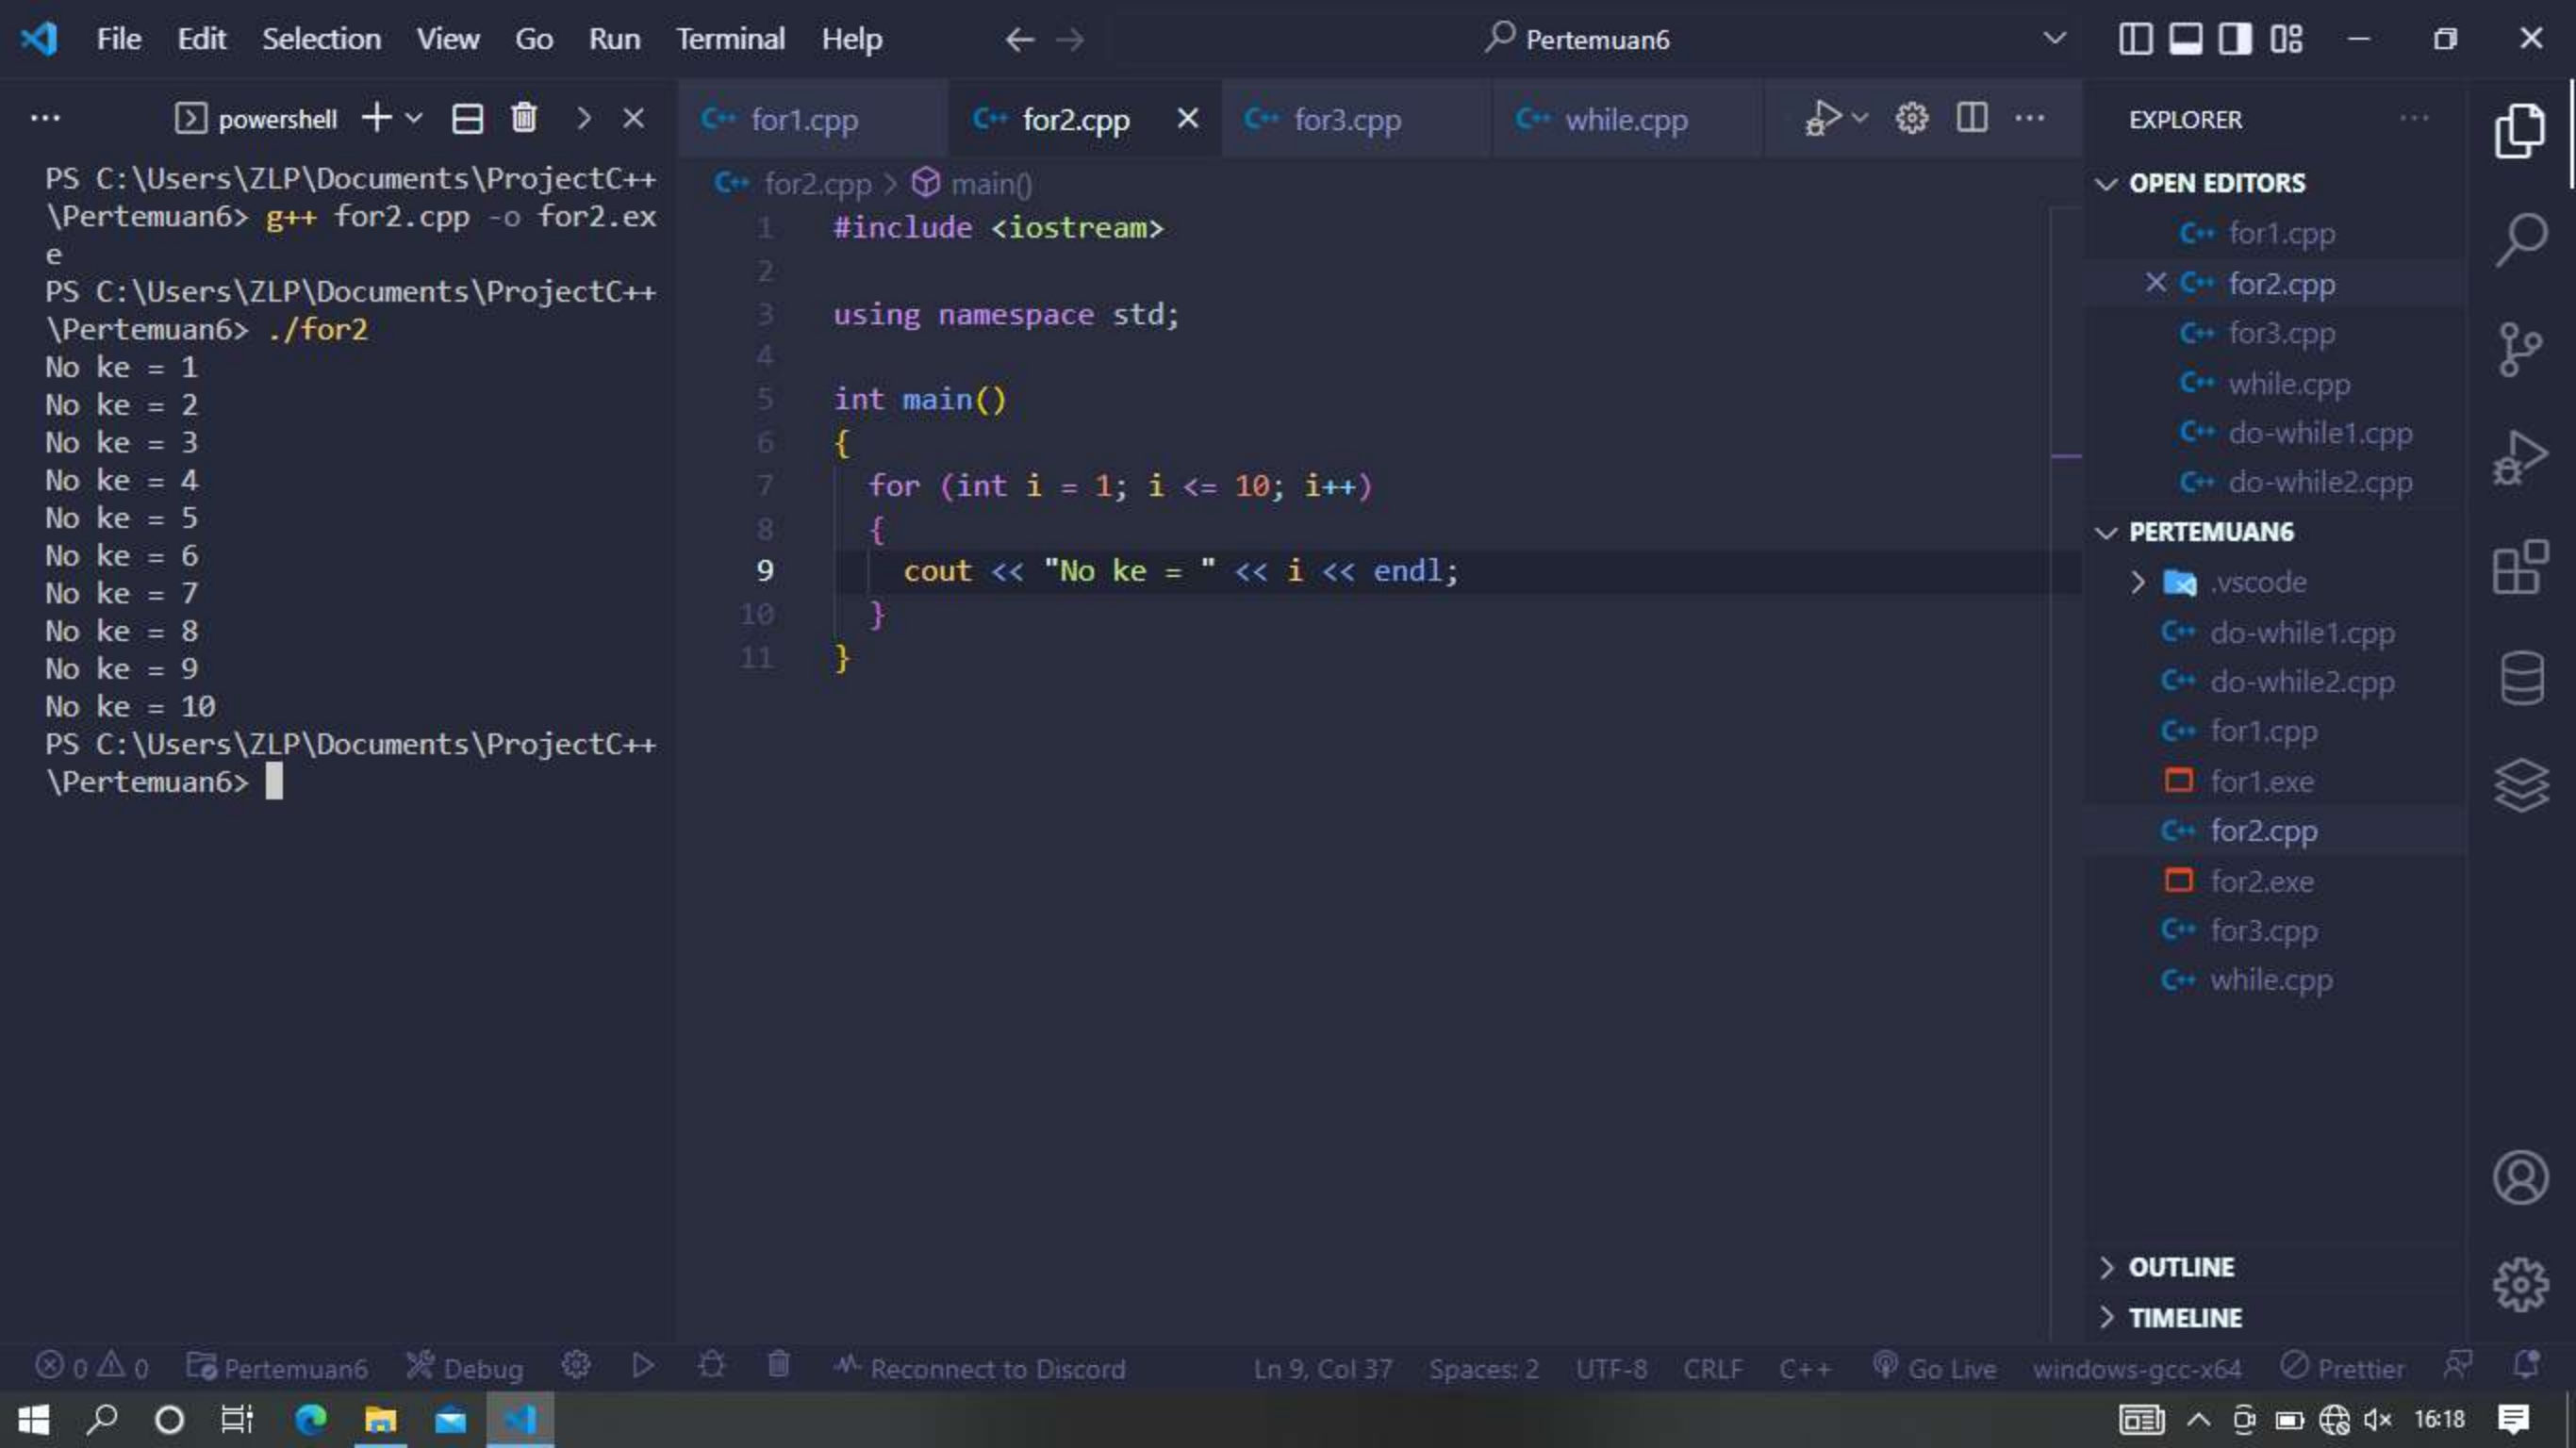 File Edit Selection View Go Run Terminal Help
Pertemuan6
powershell
PS C:\Users\ZLP\Documents\ProjectC++
\Pertemuan6> g++ for2.cpp -o for2.ex
e
PS C:\Users\ZLP\Documents\ProjectC++
\Pertemuan6> ./for2
No ke = 1
No ke = 2
No ke = 3
No ke = 4
No ke = 5
No ke = 6
No ke = 7
No ke = 8
No ke = 9
No ke = 10
PS C:\Users\ZLP\Documents\ProjectC++
\Pertemuan6>
C++ for1.cpp C++ for2.cpp C++ for3.cpp C++ while.cpp
C++ for2.cpp > main()
1 #include <iostream>
2
3 using namespace std;
4
5 int main()
6 {
7 for (int i = 1; i <= 10; i++)
8 {
9 cout << "No ke = " << i << endl;
10 }
11 }
EXPLORER
OPEN EDITORS
C++ for1.cpp
C++ for2.cpp
C++ for3.cpp
C++ while.cpp
C++ do-while1.cpp
C++ do-while2.cpp
PERTEMUAN6
.vscode
C++ do-while1.cpp
C++ do-while2.cpp
C++ for1.cpp
for1.exe
C++ for2.cpp
for2.exe
C++ for3.cpp
C++ while.cpp
OUTLINE
TIMELINE
0 0 Pertemuan6 Debug Reconnect to Discord Ln 9, Col 37 Spaces: 2 UTF-8 CRLF C++ Go Live windows-gcc-x64 Prettier
16:18